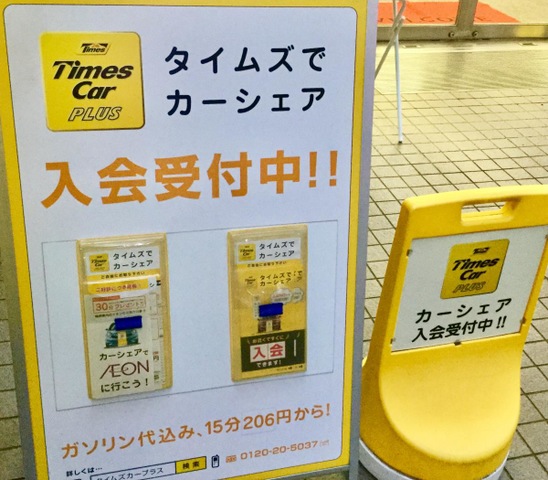 Times
Times
Car
PLUS
タイムズで
カーシェア
入会受付中!!
タイムズで
カーシェア
カーシェアで
ÆON
に行こう!
タイムズで
カーシェア
入会
できます!
ガソリン代込み、15分206円から!
詳しくは…
タイムズカープラス
検索
0120-20-5037
Times
Times
Car
PLUS
カーシェア
入会受付中!!